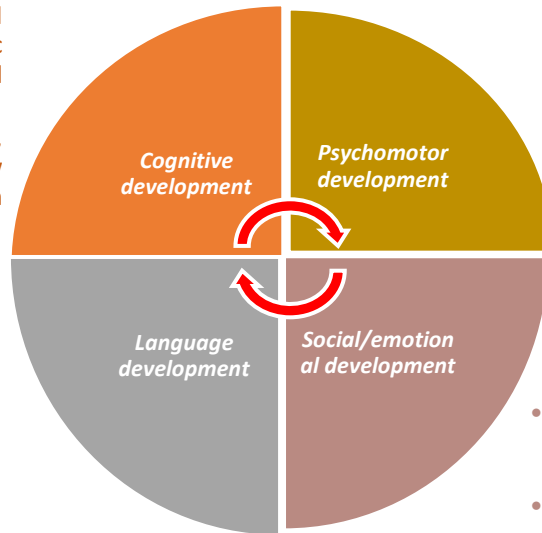 Cognitive
development
Psychomotor
development
Language
development
Social/emotion
al development